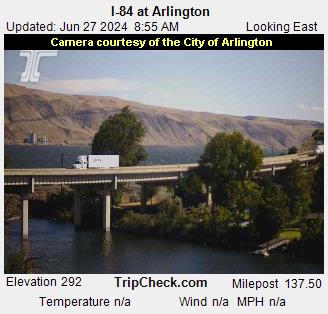 I-84 at Arlington
Updated: Jun 27 2024 8:55 AM Looking East
Camera courtesy of the City of Arlington
Elevation 292 TripCheck.com Milepost 137.50
Temperature n/a Wind n/a MPH n/a